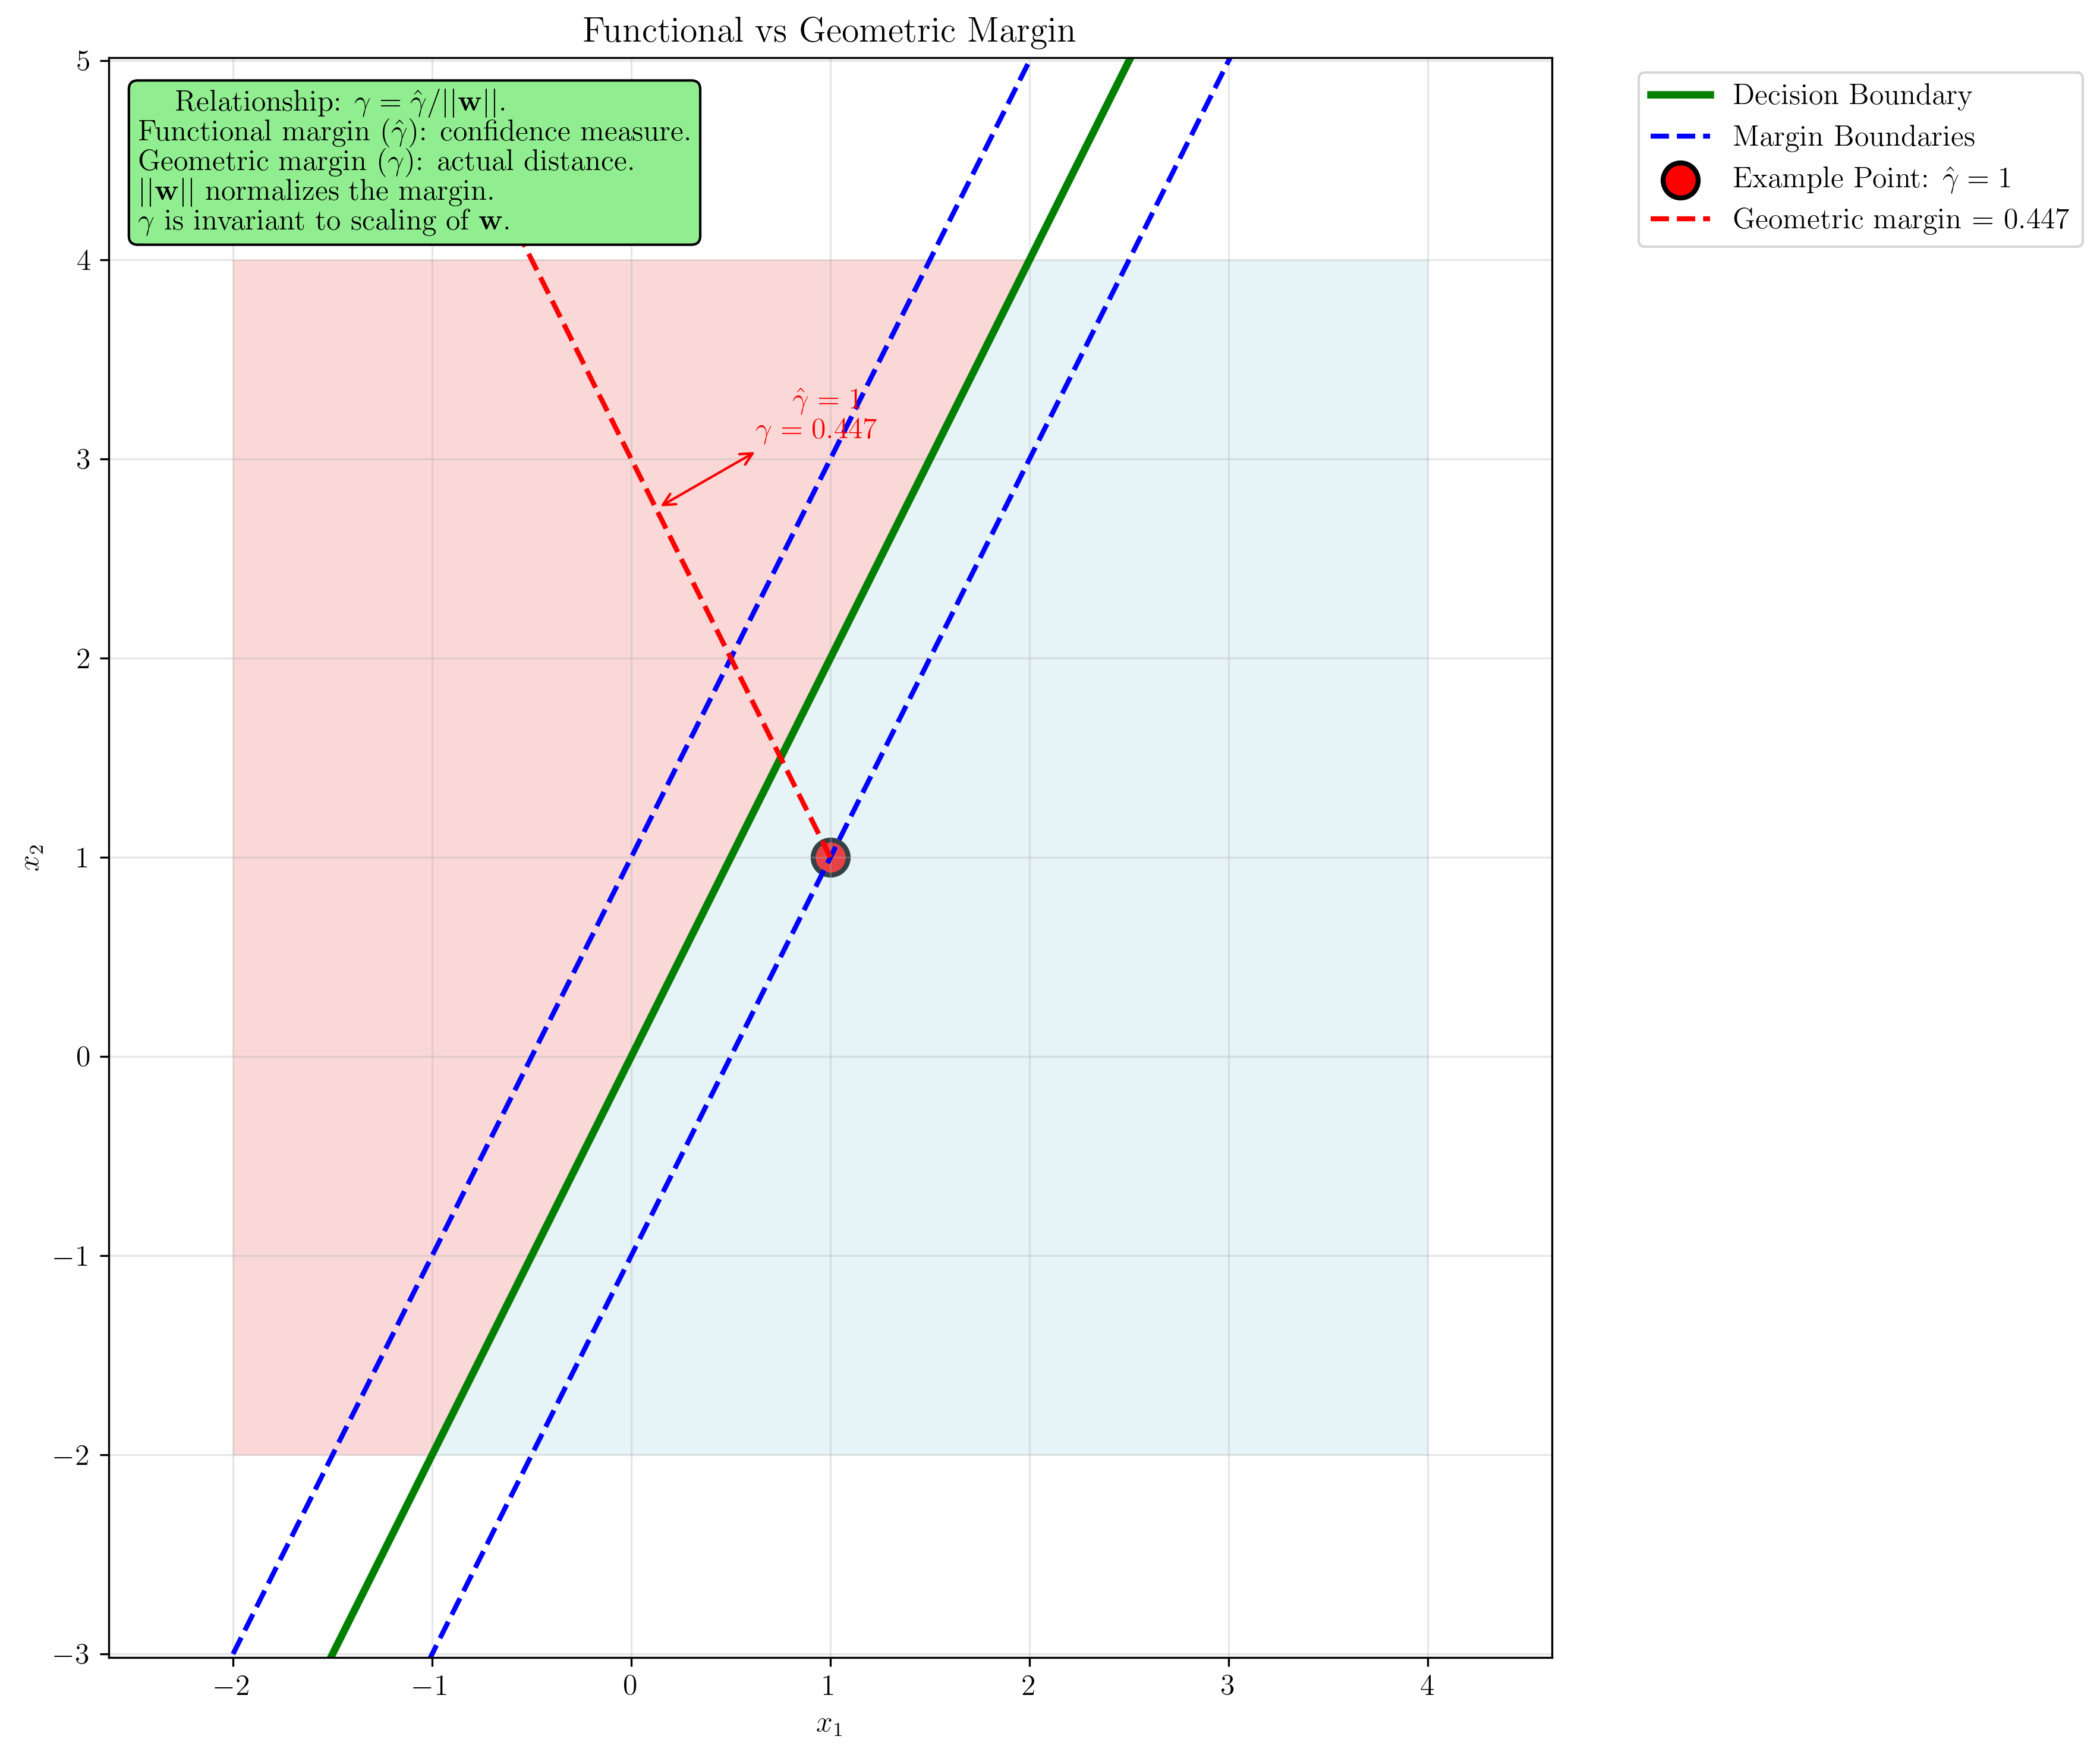 Functional vs Geometric Margin
Relationship: γ = γ̂/||w||.
Functional margin (γ̂): confidence measure.
Geometric margin (γ): actual distance.
||w|| normalizes the margin.
γ is invariant to scaling of w.
Decision Boundary
Margin Boundaries
Example Point: γ̂ = 1
Geometric margin = 0.447
γ̂ = 1
γ = 0.447
5
4
3
2
1
0
−1
−2
−3
x₂
−2 −1 0 1 2 3 4
x₁